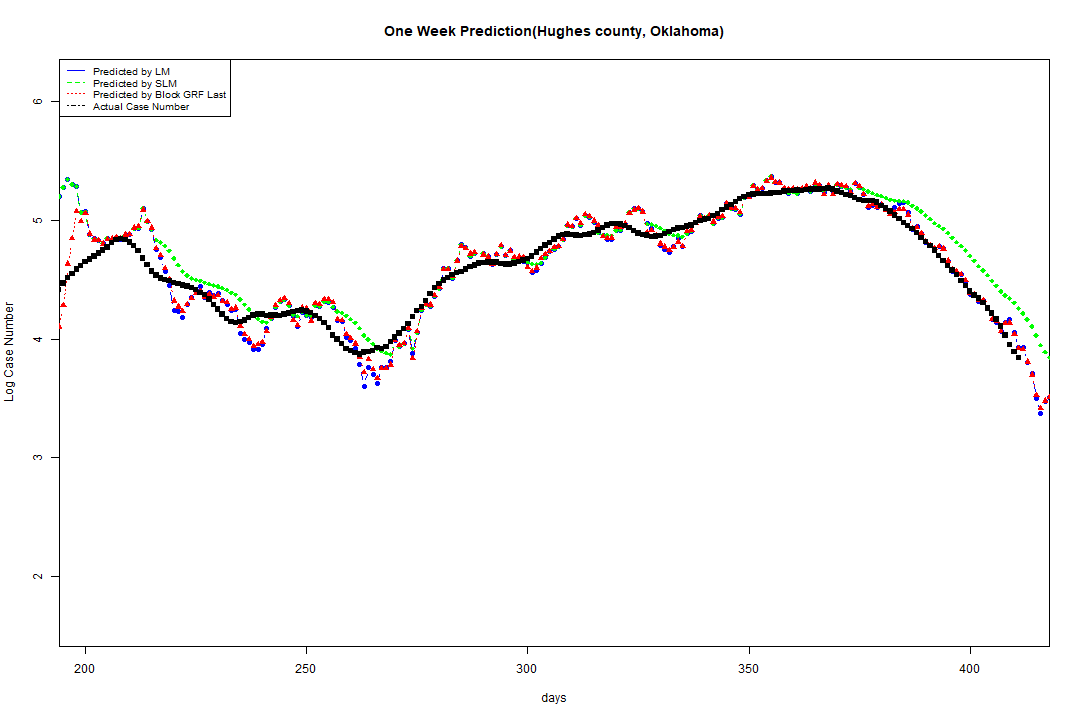 One Week Prediction(Hughes county, Oklahoma)
Predicted by LM
Predicted by SLM
Predicted by Block GRF Last
Actual Case Number
6
5
4
3
2
Log Case Number
200 250 300 350 400
days